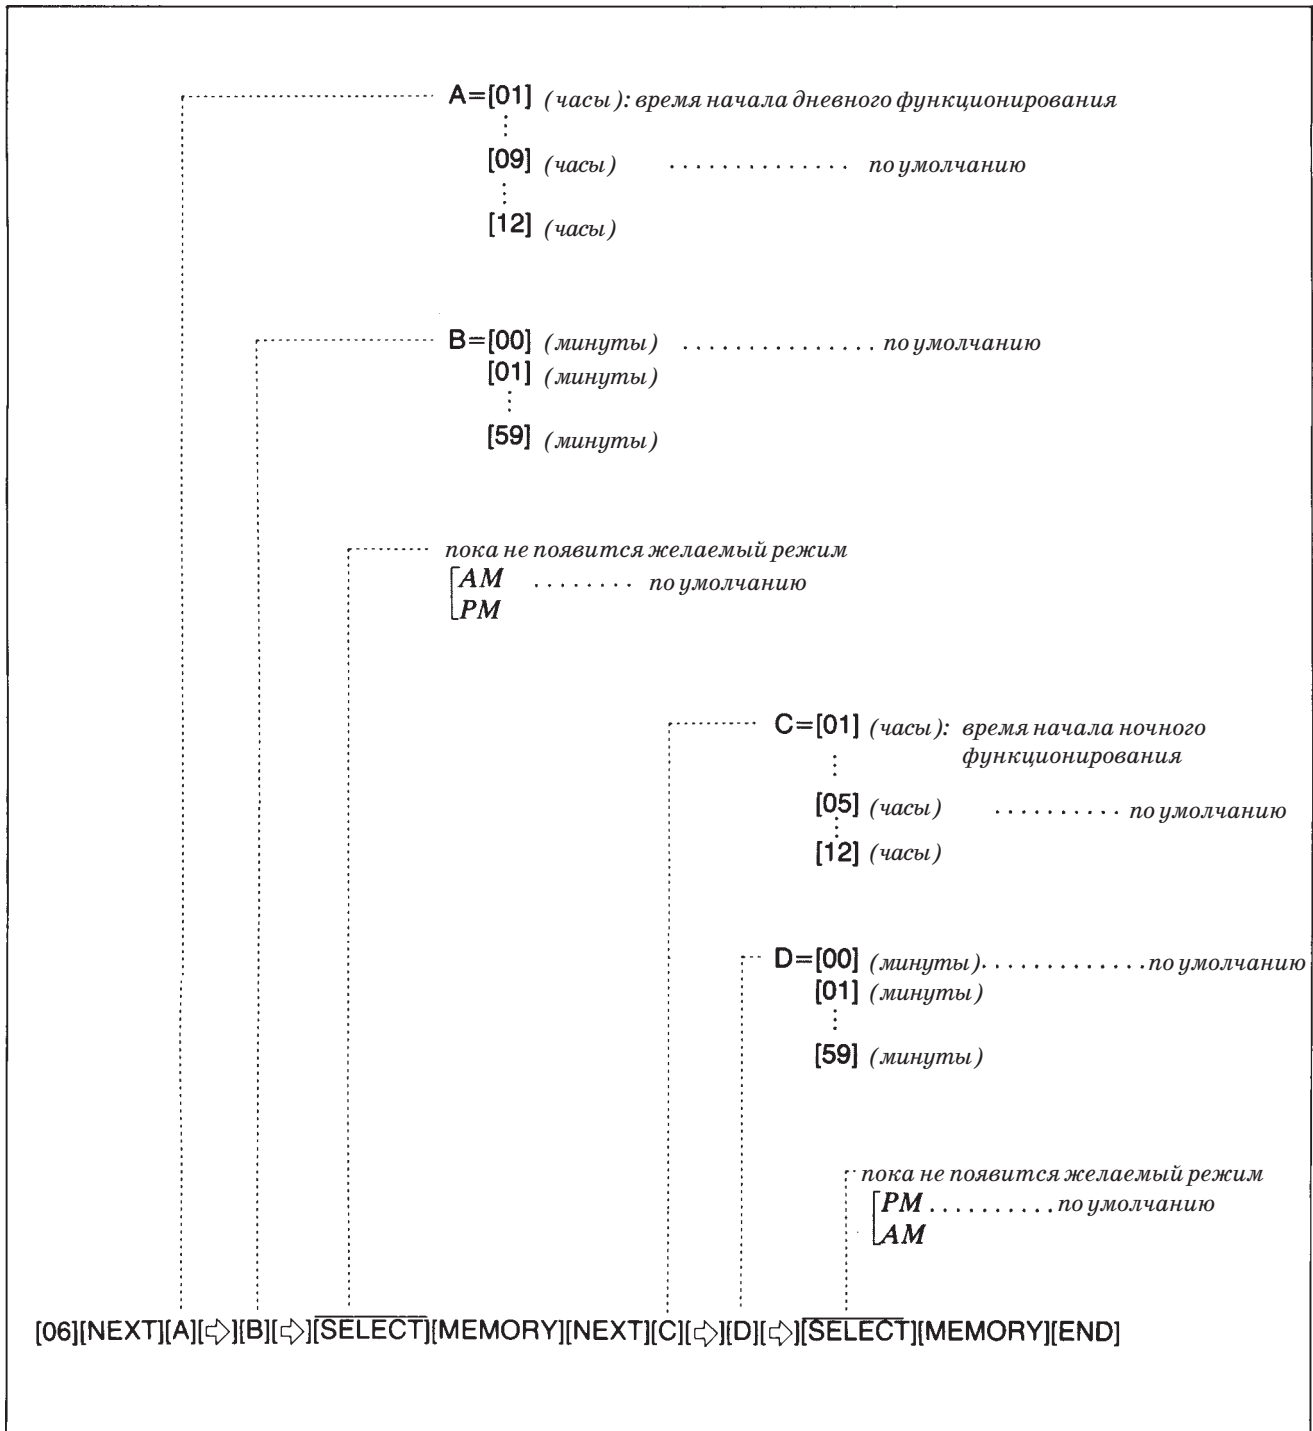 A=[01] (часы): время начала дневного функционирования
⋮
[09] (часы) . . . . . . . . . . . . . . по умолчанию
⋮
[12] (часы)
B=[00] (минуты) . . . . . . . . . . . . . . . по умолчанию
[01] (минуты)
⋮
[59] (минуты)
пока не появится желаемый режим
AM . . . . . . . . по умолчанию
PM
C=[01] (часы): время начала ночного
функционирования
⋮
[05] (часы) . . . . . . . . . . по умолчанию
⋮
[12] (часы)
D=[00] (минуты). . . . . . . . . . . . . по умолчанию
[01] (минуты)
⋮
[59] (минуты)
пока не появится желаемый режим
PM . . . . . . . . . . по умолчанию
AM
[06][NEXT][A][⇨][B][⇨][SELECT][MEMORY][NEXT][C][⇨][D][⇨][SELECT][MEMORY][END]